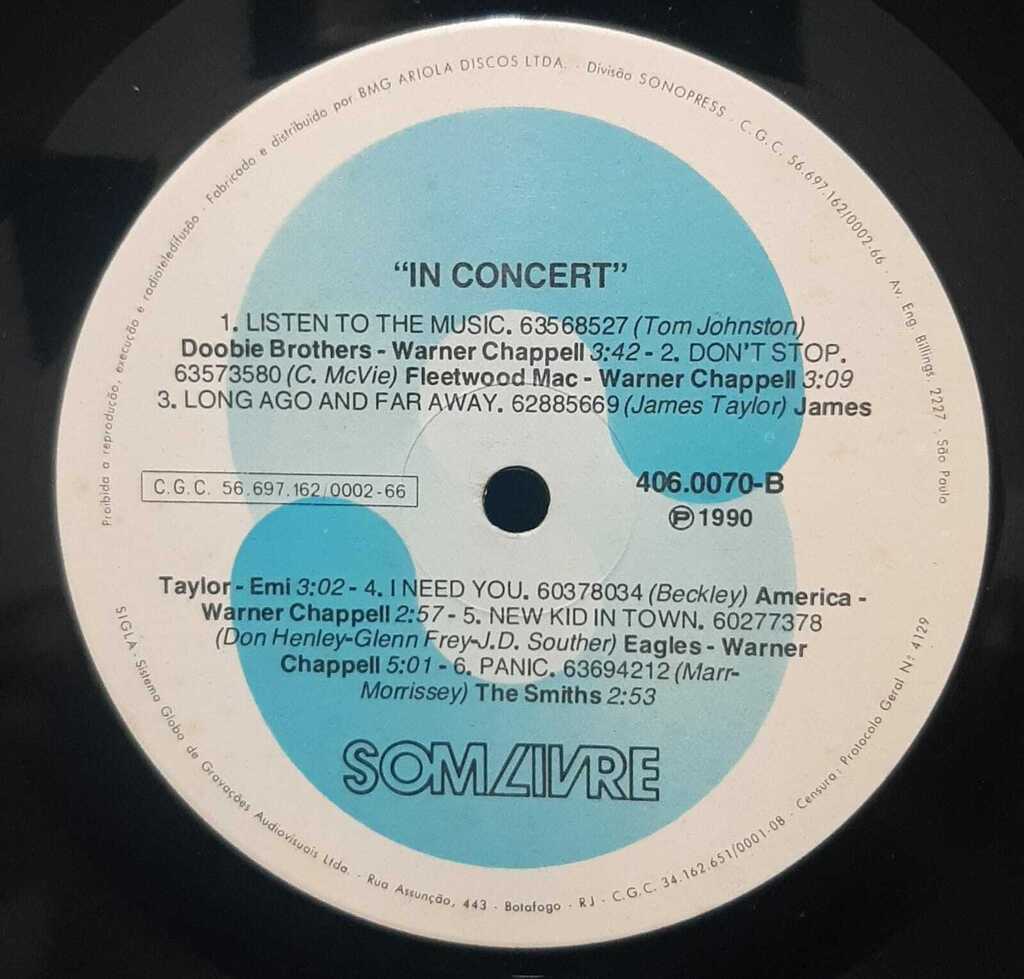 Proibida a reprodução, execução e radioteledifusão · Fabricado e distribuído por BMG ARIOLA DISCOS LTDA. · Divisão SONOPRESS · C.G.C. 56.697.162/0002-66 · Av. Eng. Billings, 2227 · São Paulo
"IN CONCERT"
1. LISTEN TO THE MUSIC. 63568527 (Tom Johnston)
Doobie Brothers - Warner Chappell 3:42 - 2. DON'T STOP.
63573580 (C. McVie) Fleetwood Mac - Warner Chappell 3:09
3. LONG AGO AND FAR AWAY. 62885669 (James Taylor) James
C.G.C. 56.697.162/0002-66
406.0070-B
Ⓟ 1990
Taylor - Emi 3:02 - 4. I NEED YOU. 60378034 (Beckley) America -
Warner Chappell 2:57 - 5. NEW KID IN TOWN. 60277378
(Don Henley-Glenn Frey-J.D. Souther) Eagles - Warner
Chappell 5:01 - 6. PANIC. 63694212 (Marr-
Morrissey) The Smiths 2:53
SOM LIVRE
SIGLA · Sistema Globo de Gravações Audiovisuais Ltda. · Rua Assunção, 443 · Botafogo · RJ · C.G.C. 34.162.651/0001-08 · Censura: Protocolo Geral Nº 4129